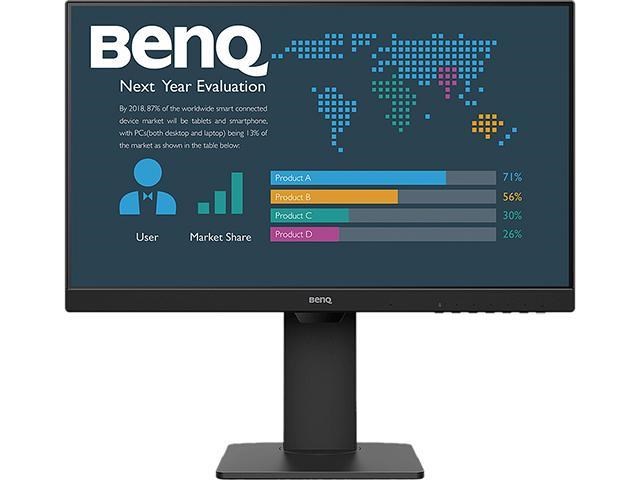 BenQ
Next Year Evaluation
By 2018, 87% of the worldwide smart connected
device market will be tablets and smartphone,
with PCs(both desktop and laptop) being 13% of
the market as shown in the table below:
Product A 71%
Product B 56%
Product C 30%
Product D 26%
User Market Share
BenQ